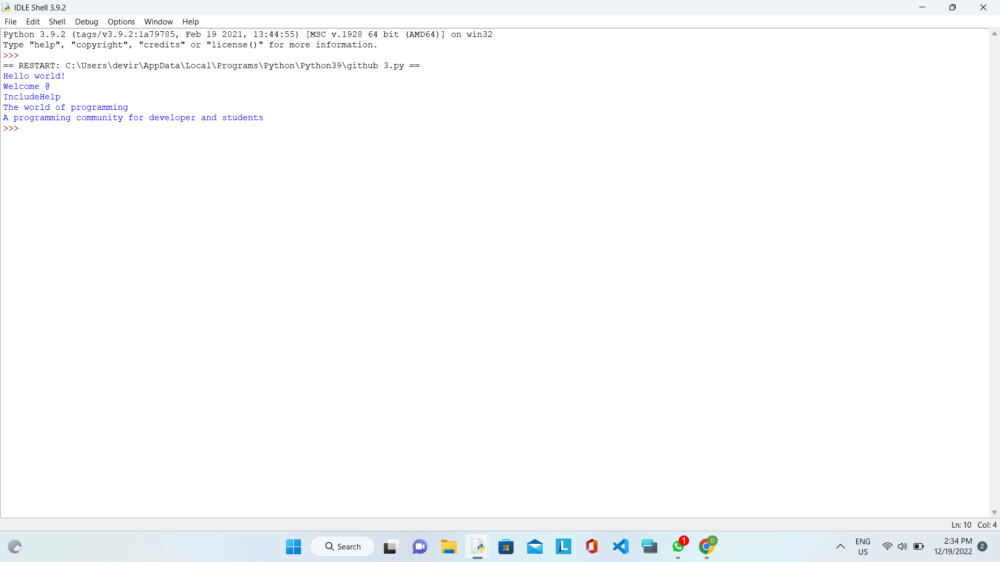 IDLE Shell 3.9.2
File Edit Shell Debug Options Window Help
Python 3.9.2 (tags/v3.9.2:1a79785, Feb 19 2021, 13:44:55) [MSC v.1928 64 bit (AMD64)] on win32
Type "help", "copyright", "credits" or "license()" for more information.
>>>
== RESTART: C:\Users\devir\AppData\Local\Programs\Python\Python39\github 3.py ==
Hello world!
Welcome @
IncludeHelp
The world of programming
A programming community for developer and students
>>>
Ln: 10 Col: 4
Search
L
1
D
ENG
US
2:34 PM
12/19/2022
2